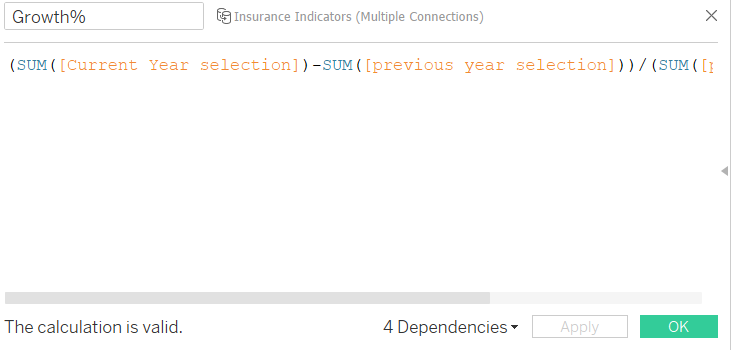 Growth%
Insurance Indicators (Multiple Connections)
(SUM([Current Year selection])-SUM([previous year selection]))/(SUM([
The calculation is valid.
4 Dependencies
Apply
OK